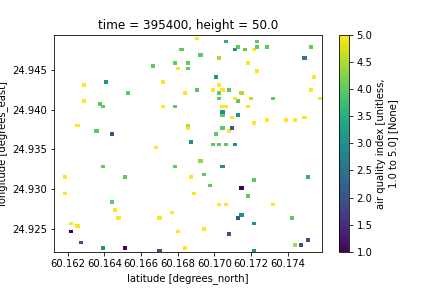 time = 395400, height = 50.0
24.945
24.940
24.935
24.930
24.925
longitude [degrees_east]
60.162 60.164 60.166 60.168 60.170 60.172 60.174
latitude [degrees_north]
5.0
4.5
4.0
3.5
3.0
2.5
2.0
1.5
1.0
air quality index [unitless,
1.0 to 5.0] [None]